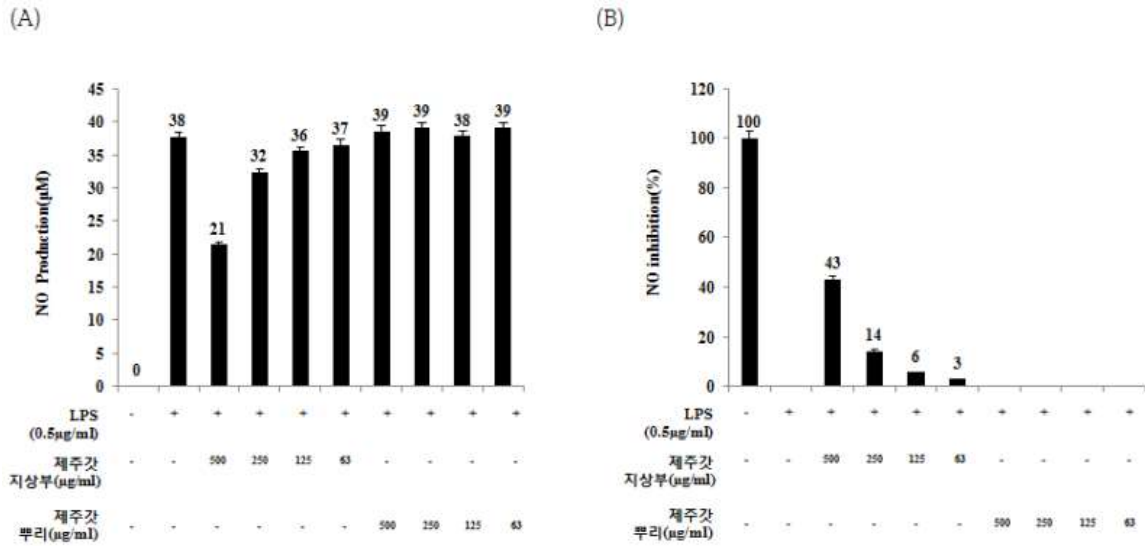 (A)
NO Production(μM)
45
40
35
30
25
20
15
10
5
0
0
38
21
32
36
37
39
39
38
39
LPS - + + + + + + + + +
(0.5μg/ml)
제주갓 - - 500 250 125 63 - - - -
지상부(μg/ml)
제주갓 - - - - - - 500 250 125 63
뿌리(μg/ml)
(B)
NO inhibition(%)
120
100
80
60
40
20
0
100
43
14
6
3
LPS - + + + + + + + + +
(0.5μg/ml)
제주갓 - - 500 250 125 63 - - - -
지상부(μg/ml)
제주갓 - - - - - - 500 250 125 63
뿌리(μg/ml)